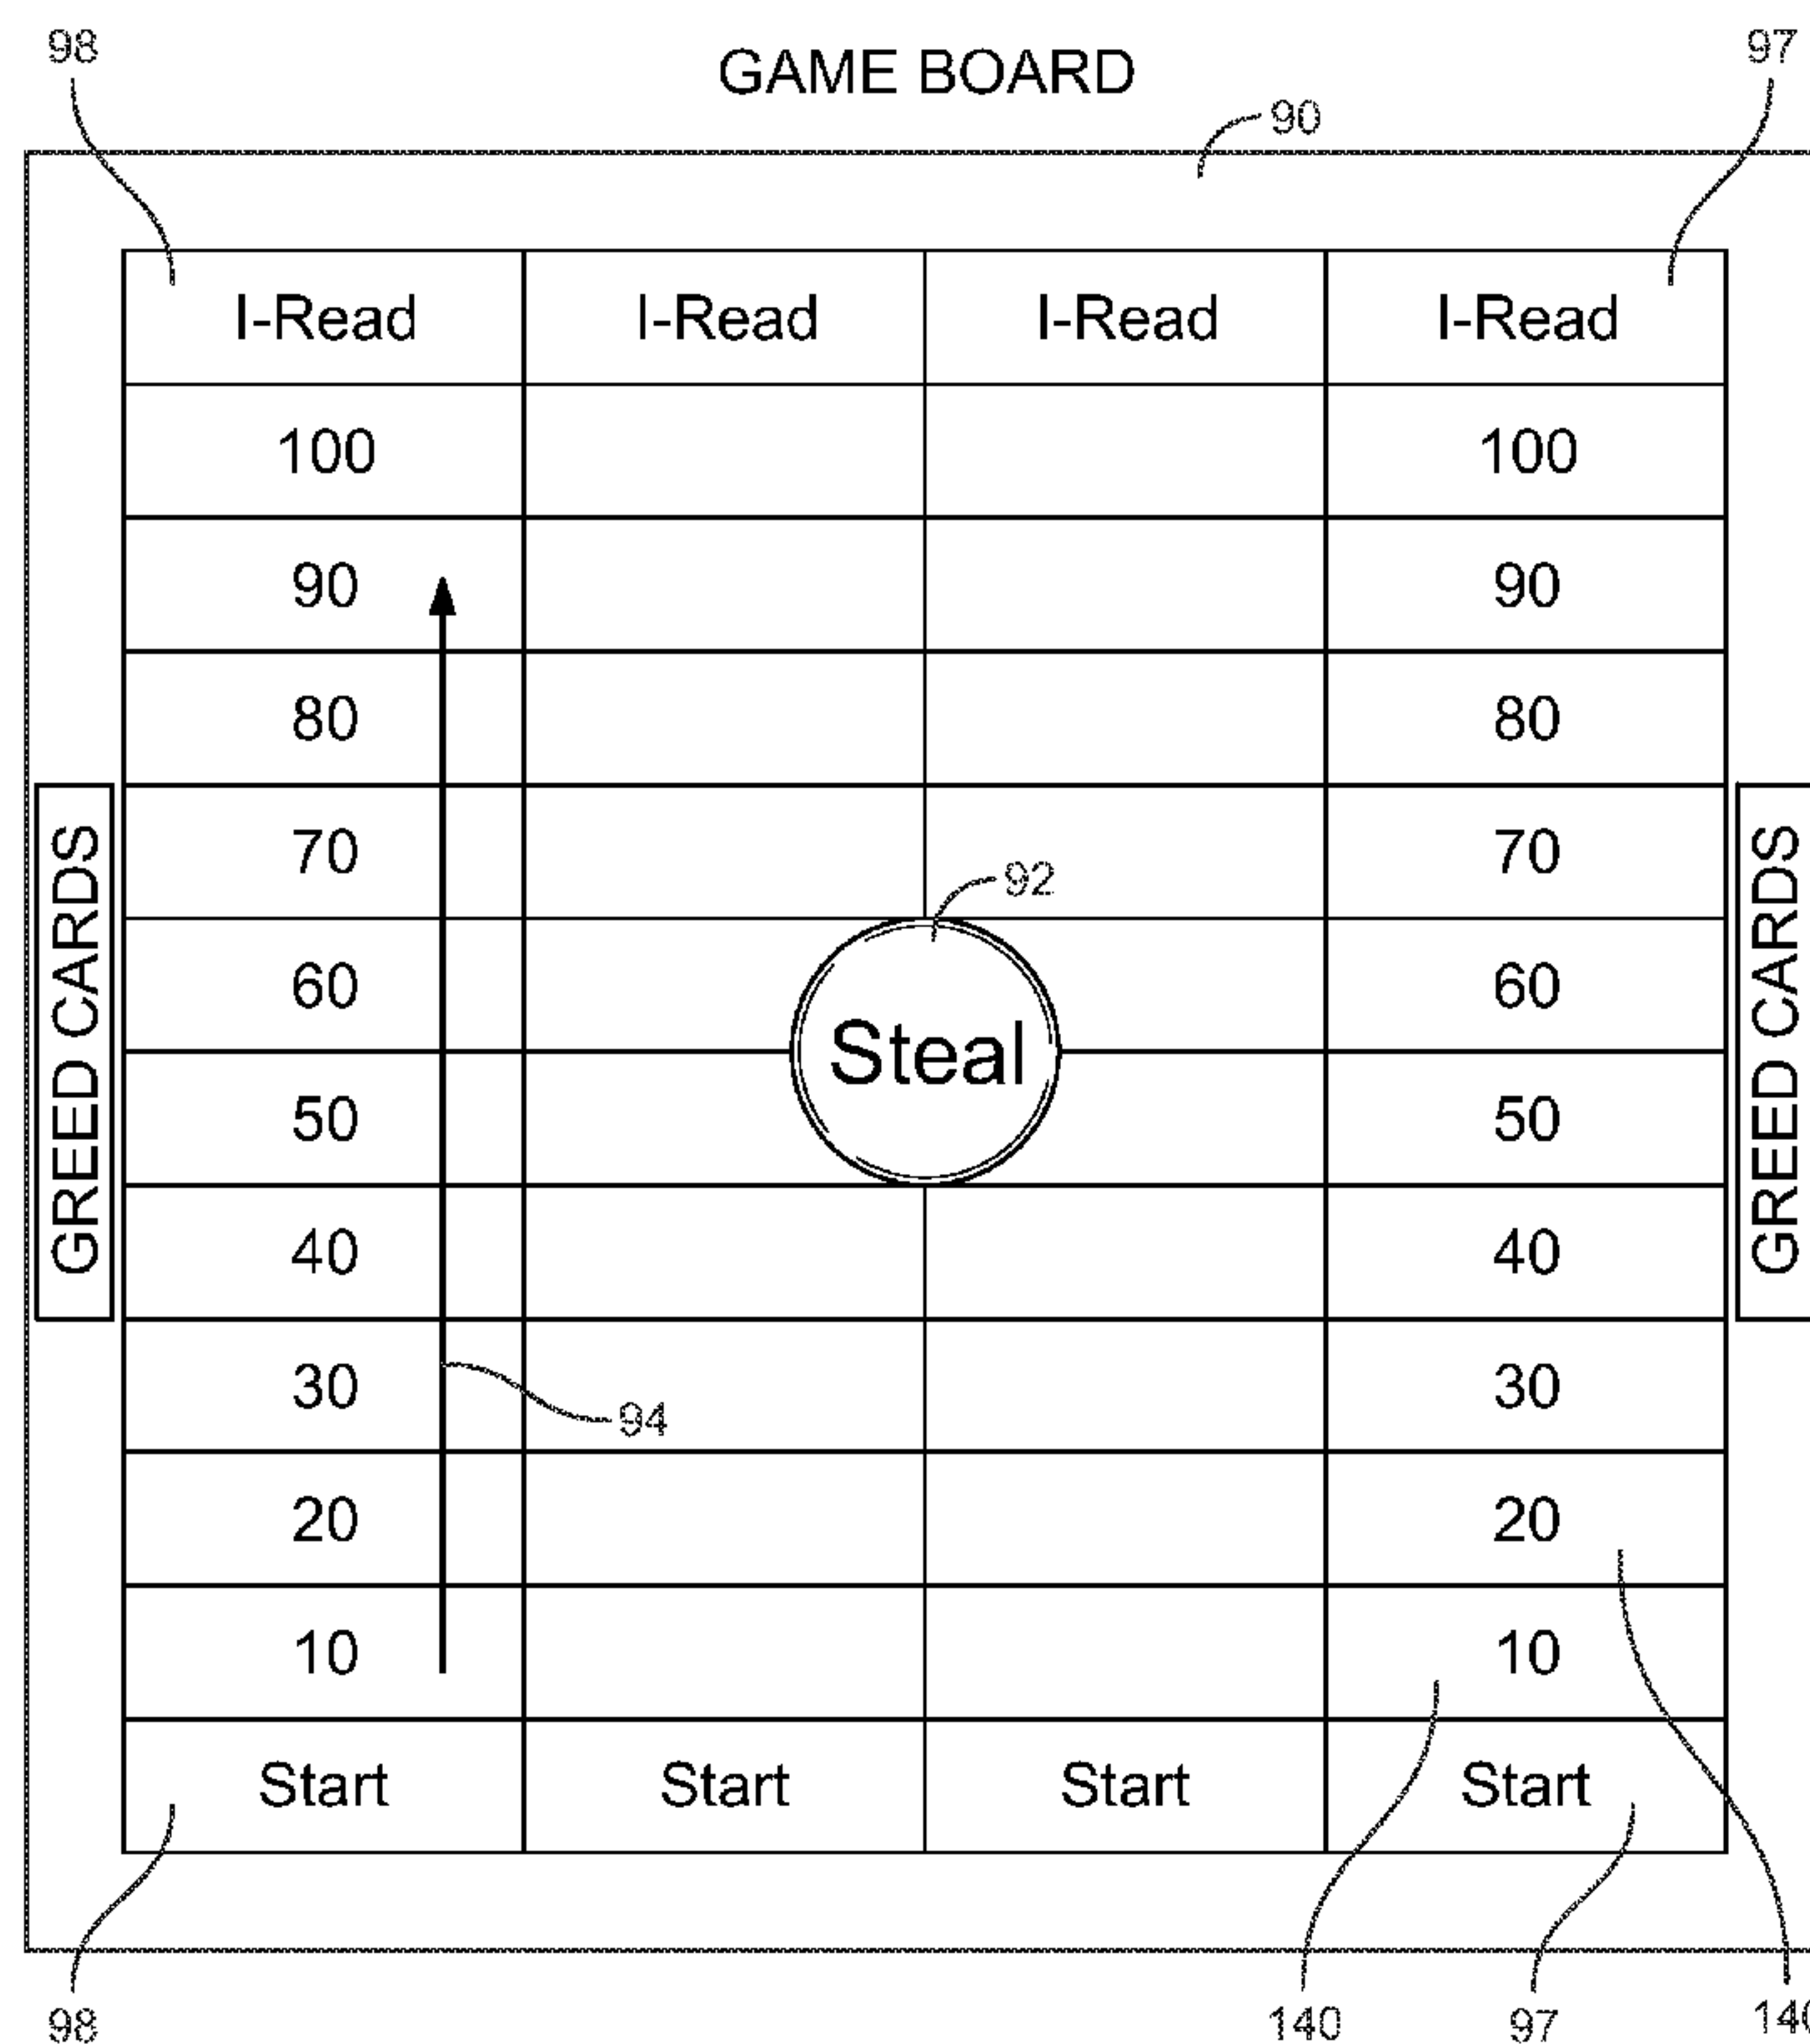 98 GAME BOARD 97
90
I-Read I-Read I-Read I-Read
100 100
90 90
80 80
70 70
92
60 60
Steal
50 50
40 40
30 30
94
20 20
10 10
Start Start Start Start
GREED CARDS
GREED CARDS
98 140 97